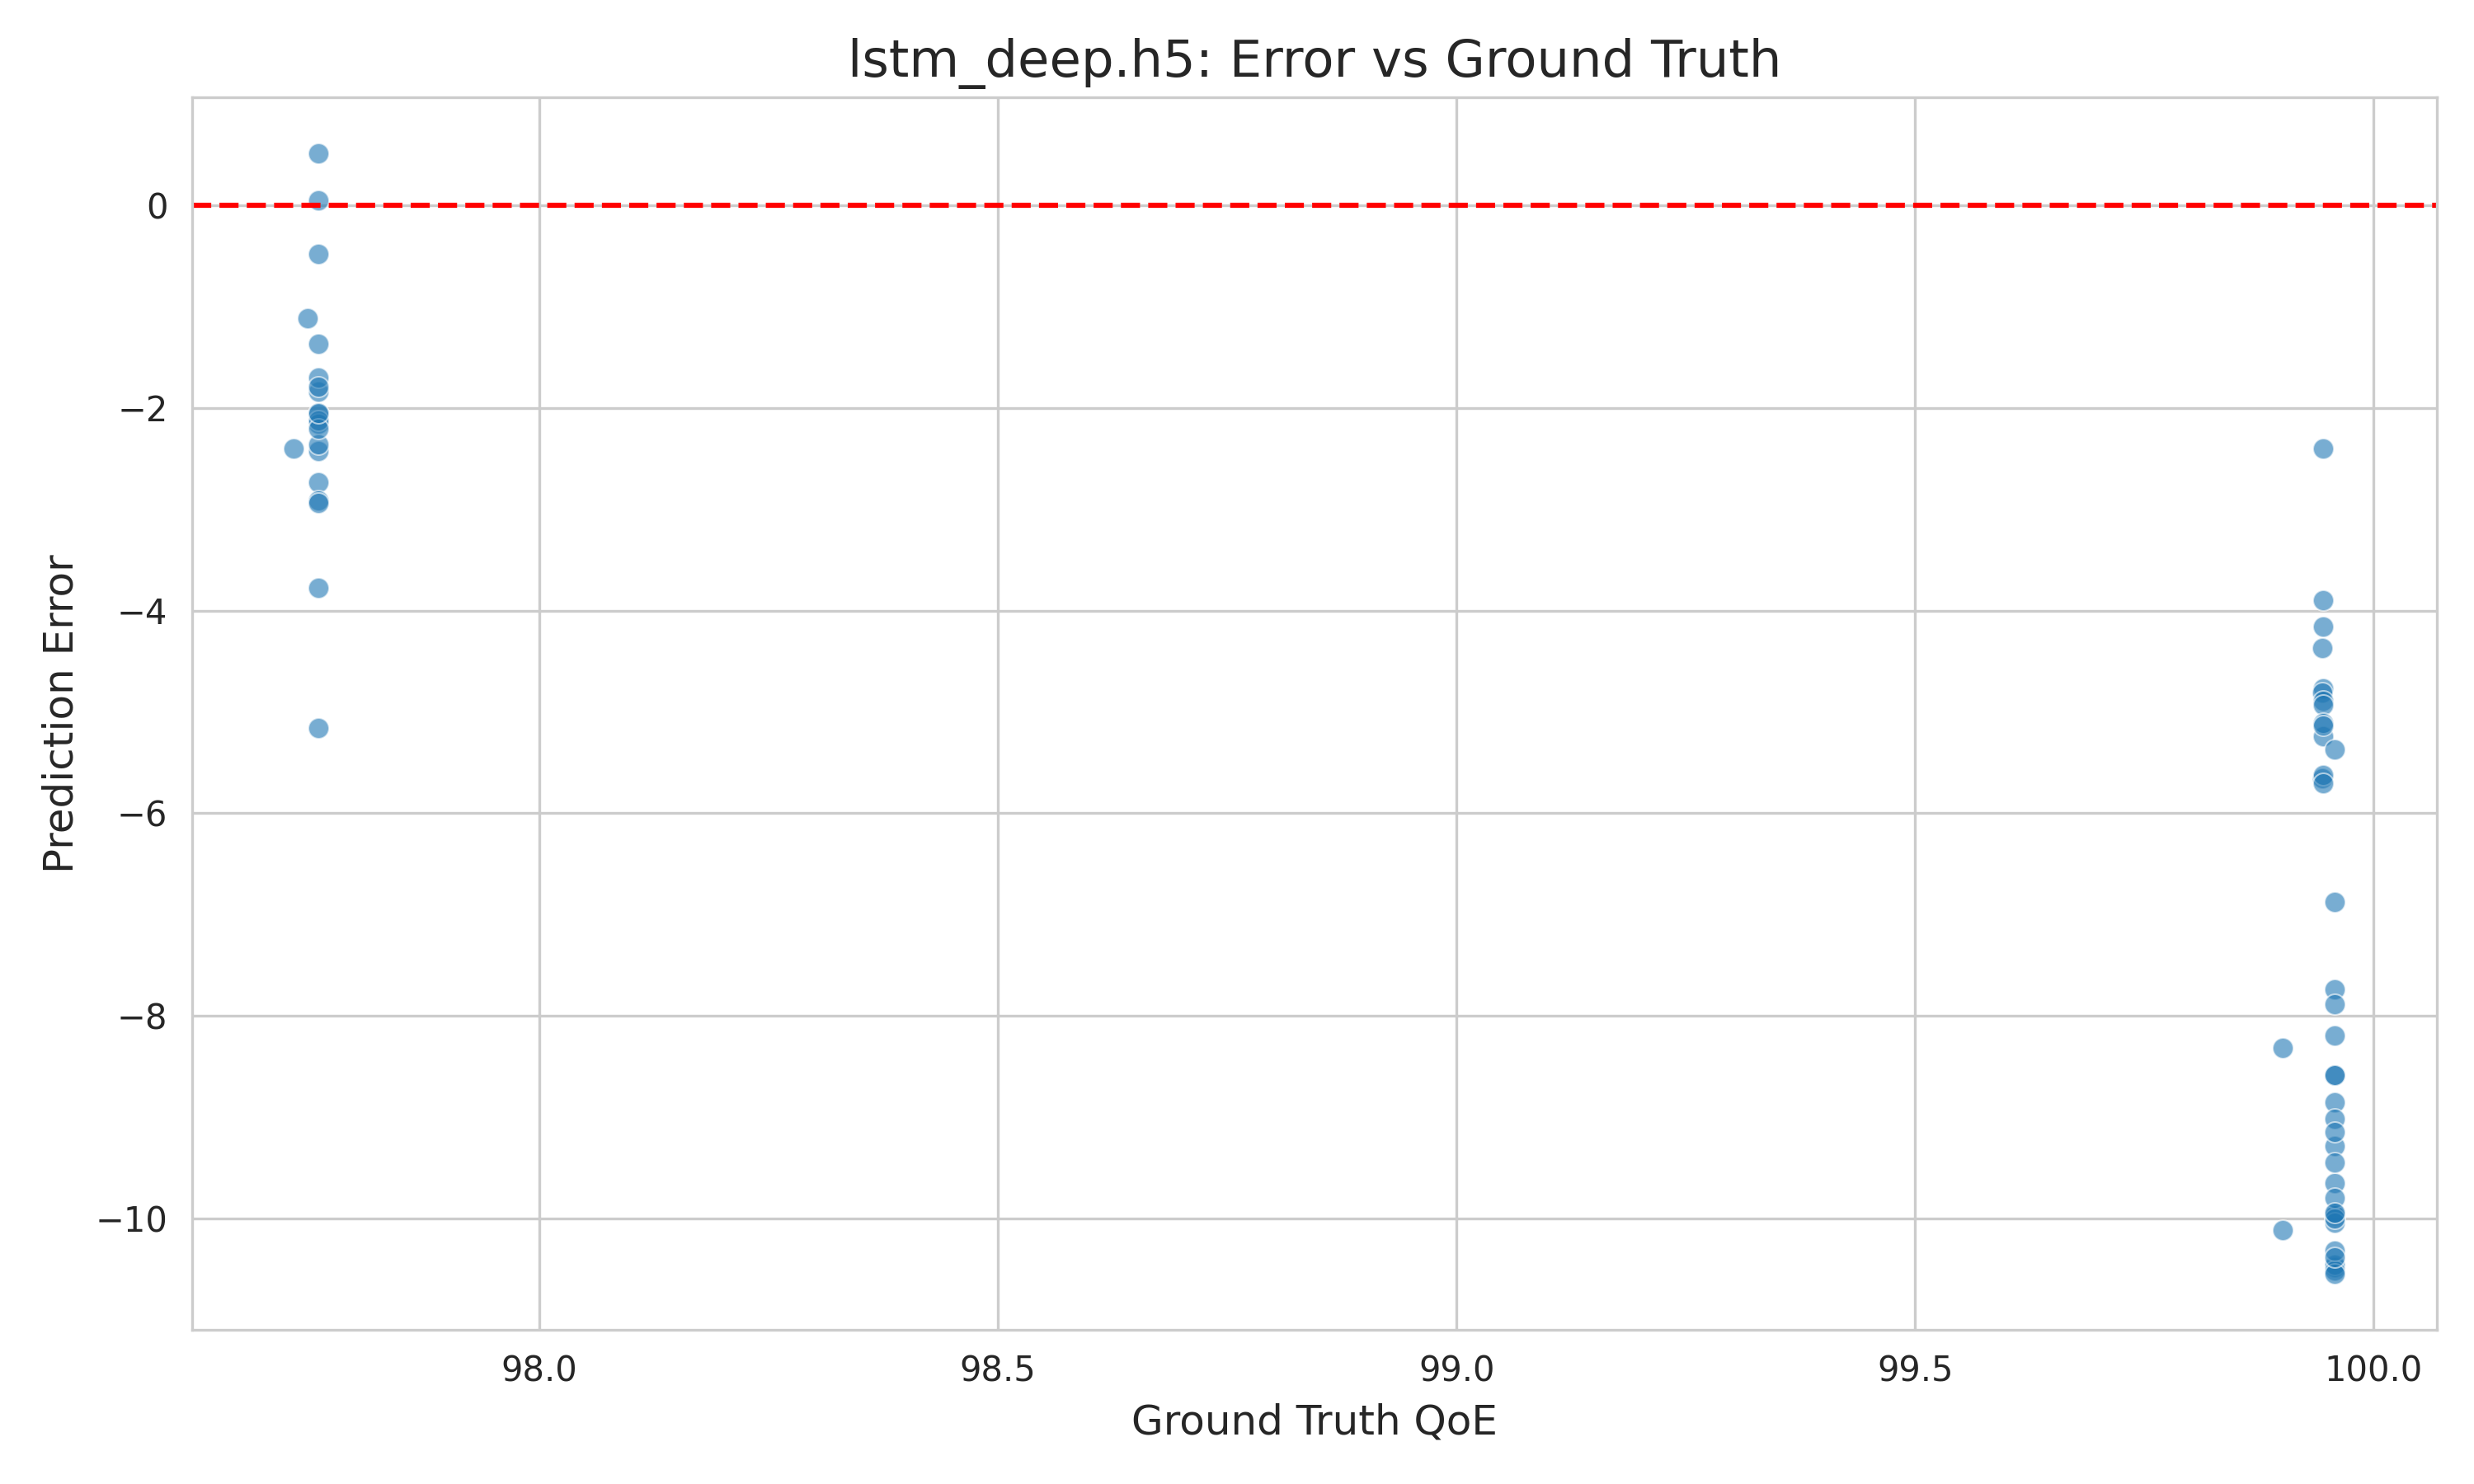 lstm_deep.h5: Error vs Ground Truth
Prediction Error
0
−2
−4
−6
−8
−10
98.0 98.5 99.0 99.5 100.0
Ground Truth QoE